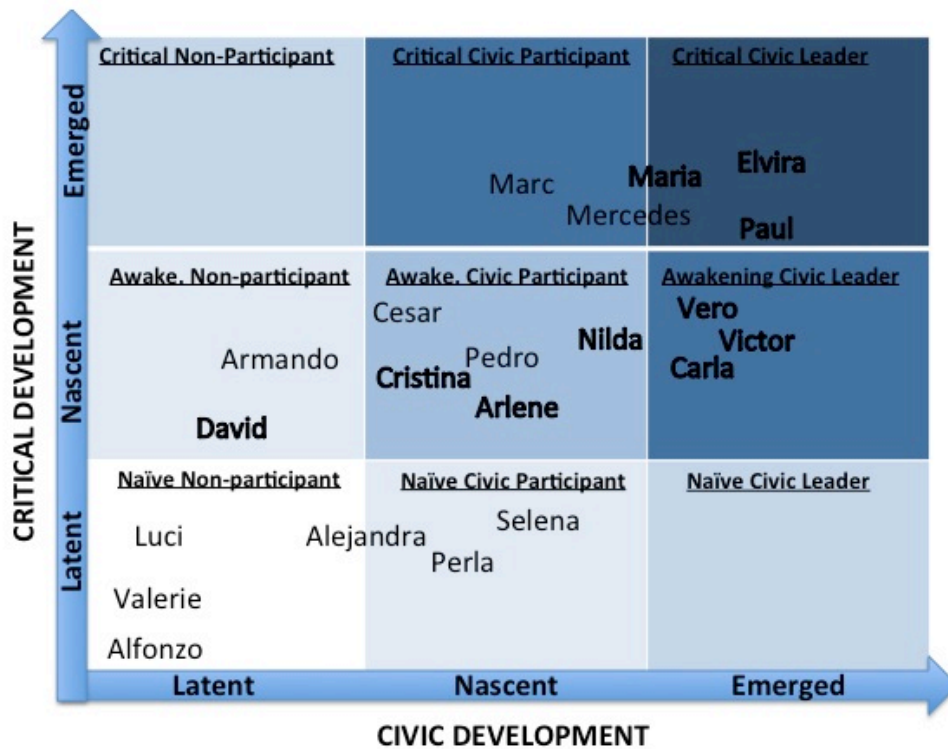 Critical Non-Participant
Critical Civic Participant
Critical Civic Leader
Emerged
Marc
Maria
Elvira
Mercedes
Paul
CRITICAL DEVELOPMENT
Awake. Non-participant
Awake. Civic Participant
Awakening Civic Leader
Nascent
Armando
David
Cesar
Nilda
Pedro
Cristina
Arlene
Vero
Victor
Carla
Naïve Non-participant
Naïve Civic Participant
Naïve Civic Leader
Latent
Luci
Alejandra
Selena
Perla
Valerie
Alfonzo
Latent
Nascent
Emerged
CIVIC DEVELOPMENT